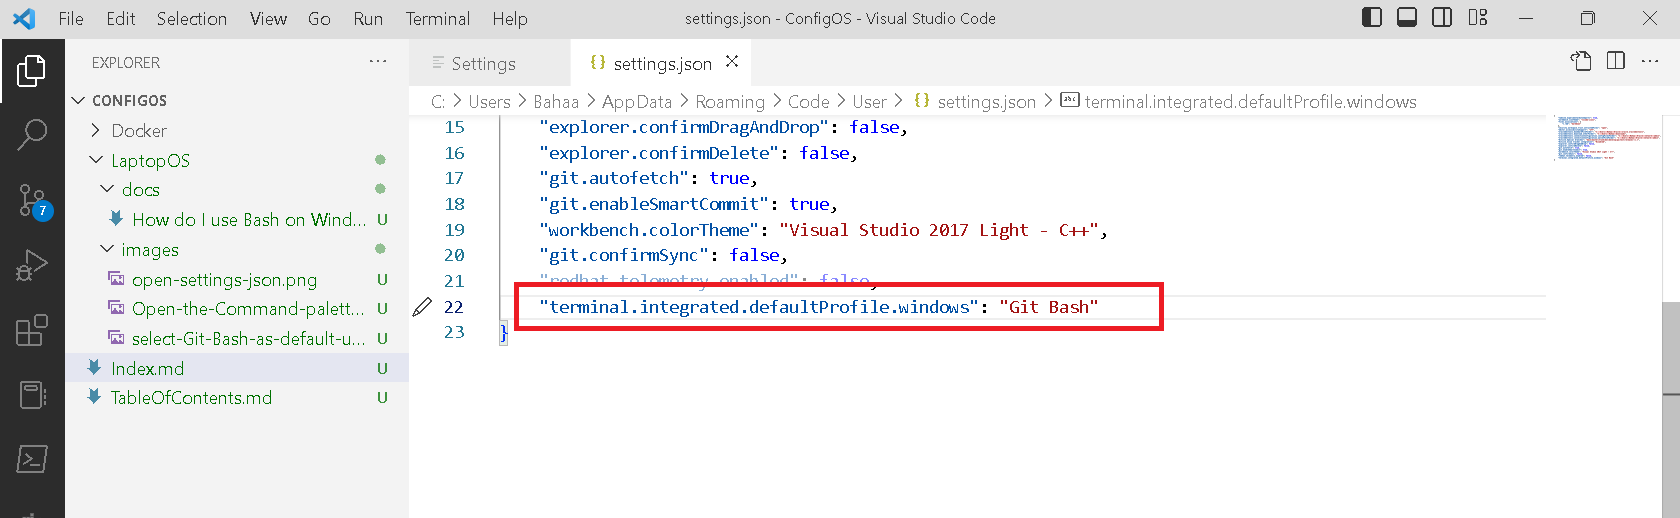 File Edit Selection View Go Run Terminal Help settings.json - ConfigOS - Visual Studio Code
EXPLORER ...
Settings settings.json
C: > Users > Bahaa > AppData > Roaming > Code > User > {} settings.json > abc terminal.integrated.defaultProfile.windows
CONFIGOS
Docker
LaptopOS
docs
How do I use Bash on Wind... U
images
open-settings-json.png U
Open-the-Command-palett... U
select-Git-Bash-as-default-u... U
Index.md U
TableOfContents.md U
7
15 "explorer.confirmDragAndDrop": false,
16 "explorer.confirmDelete": false,
17 "git.autofetch": true,
18 "git.enableSmartCommit": true,
19 "workbench.colorTheme": "Visual Studio 2017 Light - C++",
20 "git.confirmSync": false,
21 "redhat.telemetry.enabled": false,
22 "terminal.integrated.defaultProfile.windows": "Git Bash"
23 }